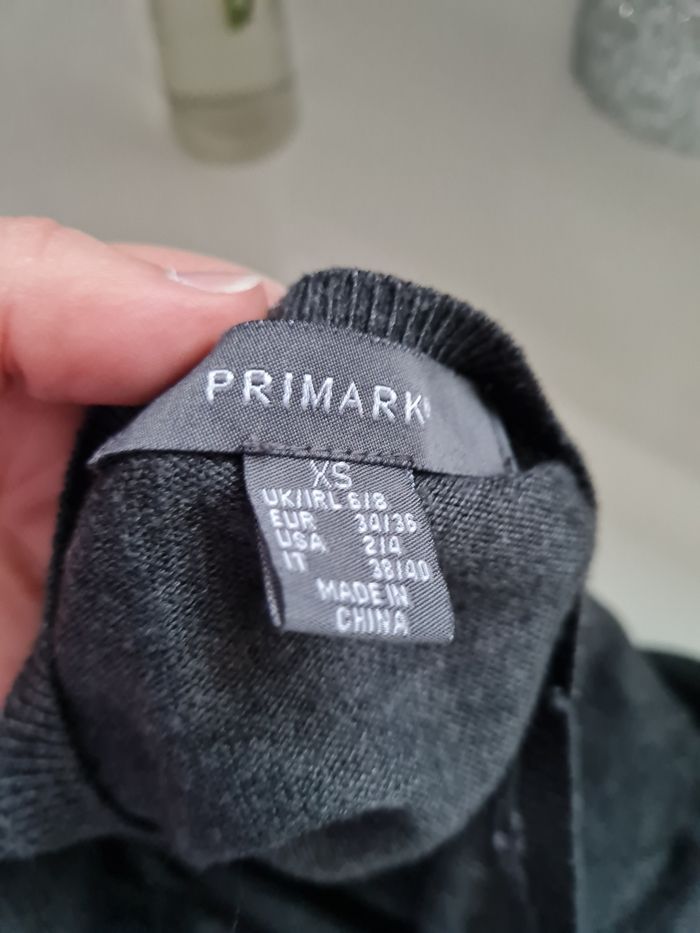 PRIMARK
XS
UK/IRL 6/8
EUR 34/36
USA 2/4
IT 38/40
MADE IN
CHINA